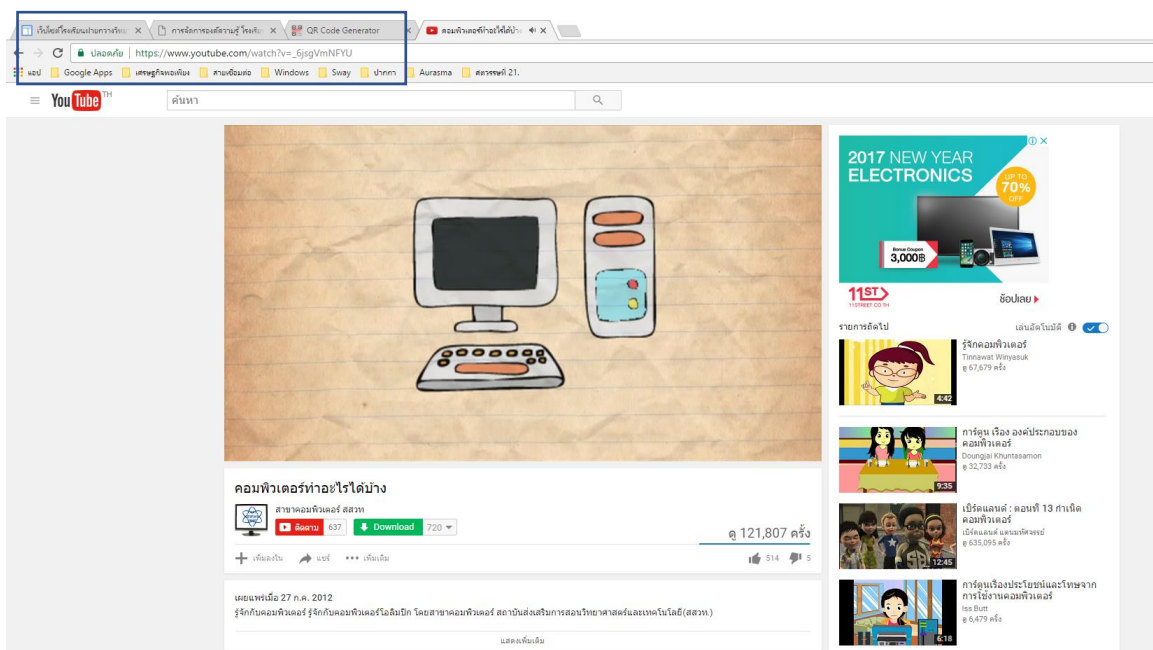 เว็บไซต์โรงเรียนฝายกวางวิทย × การจัดการองค์ความรู้ โรงเรีย × QR Code Generator × คอมพิวเตอร์ทำอะไรได้บ้าง ×
ปลอดภัย | https://www.youtube.com/watch?v=_6jsgVmNFYU
แอป Google Apps เศรษฐกิจพอเพียง สายเชื่อมต่อ Windows Sway ปากกา Aurasma ศตวรรษที่ 21.
YouTube TH ค้นหา
2017 NEW YEAR
ELECTRONICS
UP TO
70%
OFF
Bonus Coupon
3,000฿
11ST
11STREET.CO.TH
ช้อปเลย
รายการถัดไป เล่นอัตโนมัติ
รู้จักคอมพิวเตอร์
Tinnawat Winyasuk
ดู 67,679 ครั้ง
4:42
การ์ตูน เรื่อง องค์ประกอบของ
คอมพิวเตอร์
Doungjai Khuntasamon
ดู 32,733 ครั้ง
9:35
เบิร์ดแลนด์ : ตอนที่ 13 กำเนิด
คอมพิวเตอร์
เบิร์ดแลนด์ แดนมหัศจรรย์
ดู 635,095 ครั้ง
12:45
การ์ตูนเรื่องประโยชน์และโทษจาก
การใช้งานคอมพิวเตอร์
Iss Butt
ดู 6,479 ครั้ง
6:18
คอมพิวเตอร์ทำอะไรได้บ้าง
สาขาคอมพิวเตอร์ สสวท
ติดตาม 637 Download 720
ดู 121,807 ครั้ง
เพิ่มลงใน แชร์ เพิ่มเติม 514 5
เผยแพร่เมื่อ 27 ก.ค. 2012
รู้จักกับคอมพิวเตอร์ รู้จักกับคอมพิวเตอร์โอลิมปิก โดยสาขาคอมพิวเตอร์ สถาบันส่งเสริมการสอนวิทยาศาสตร์และเทคโนโลยี(สสวท.)
แสดงเพิ่มเติม